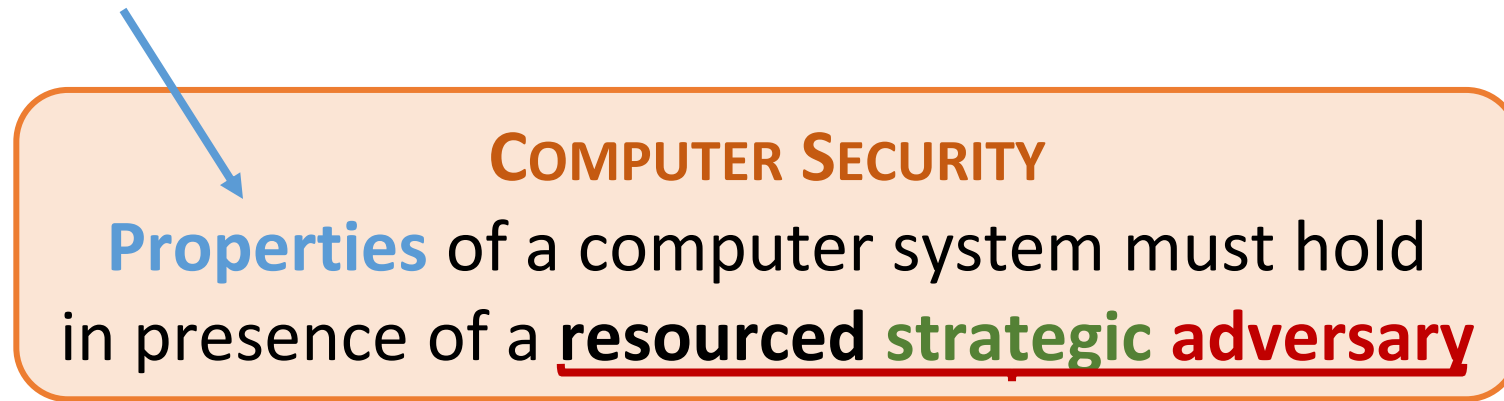 COMPUTER SECURITY
Properties of a computer system must hold
in presence of a resourced strategic adversary